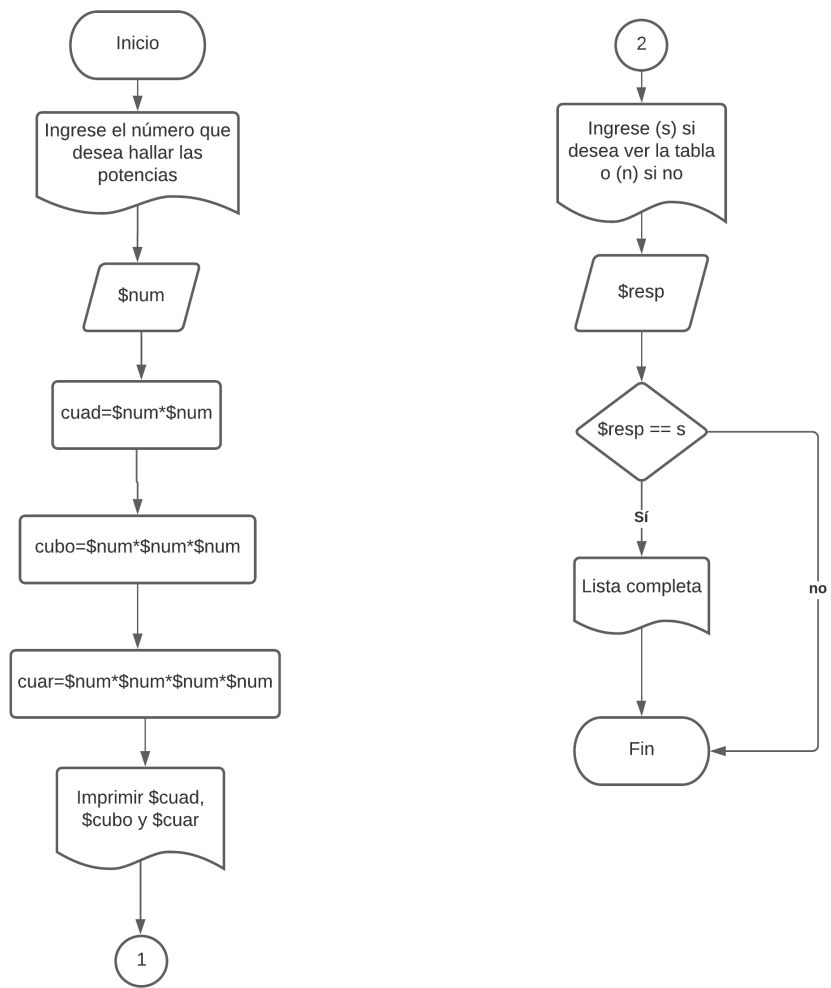 Inicio
Ingrese el número que
desea hallar las
potencias
$num
cuad=$num*$num
cubo=$num*$num*$num
cuar=$num*$num*$num*$num
Imprimir $cuad,
$cubo y $cuar
1
2
Ingrese (s) si
desea ver la tabla
o (n) si no
$resp
$resp == s
Sí
no
Lista completa
Fin